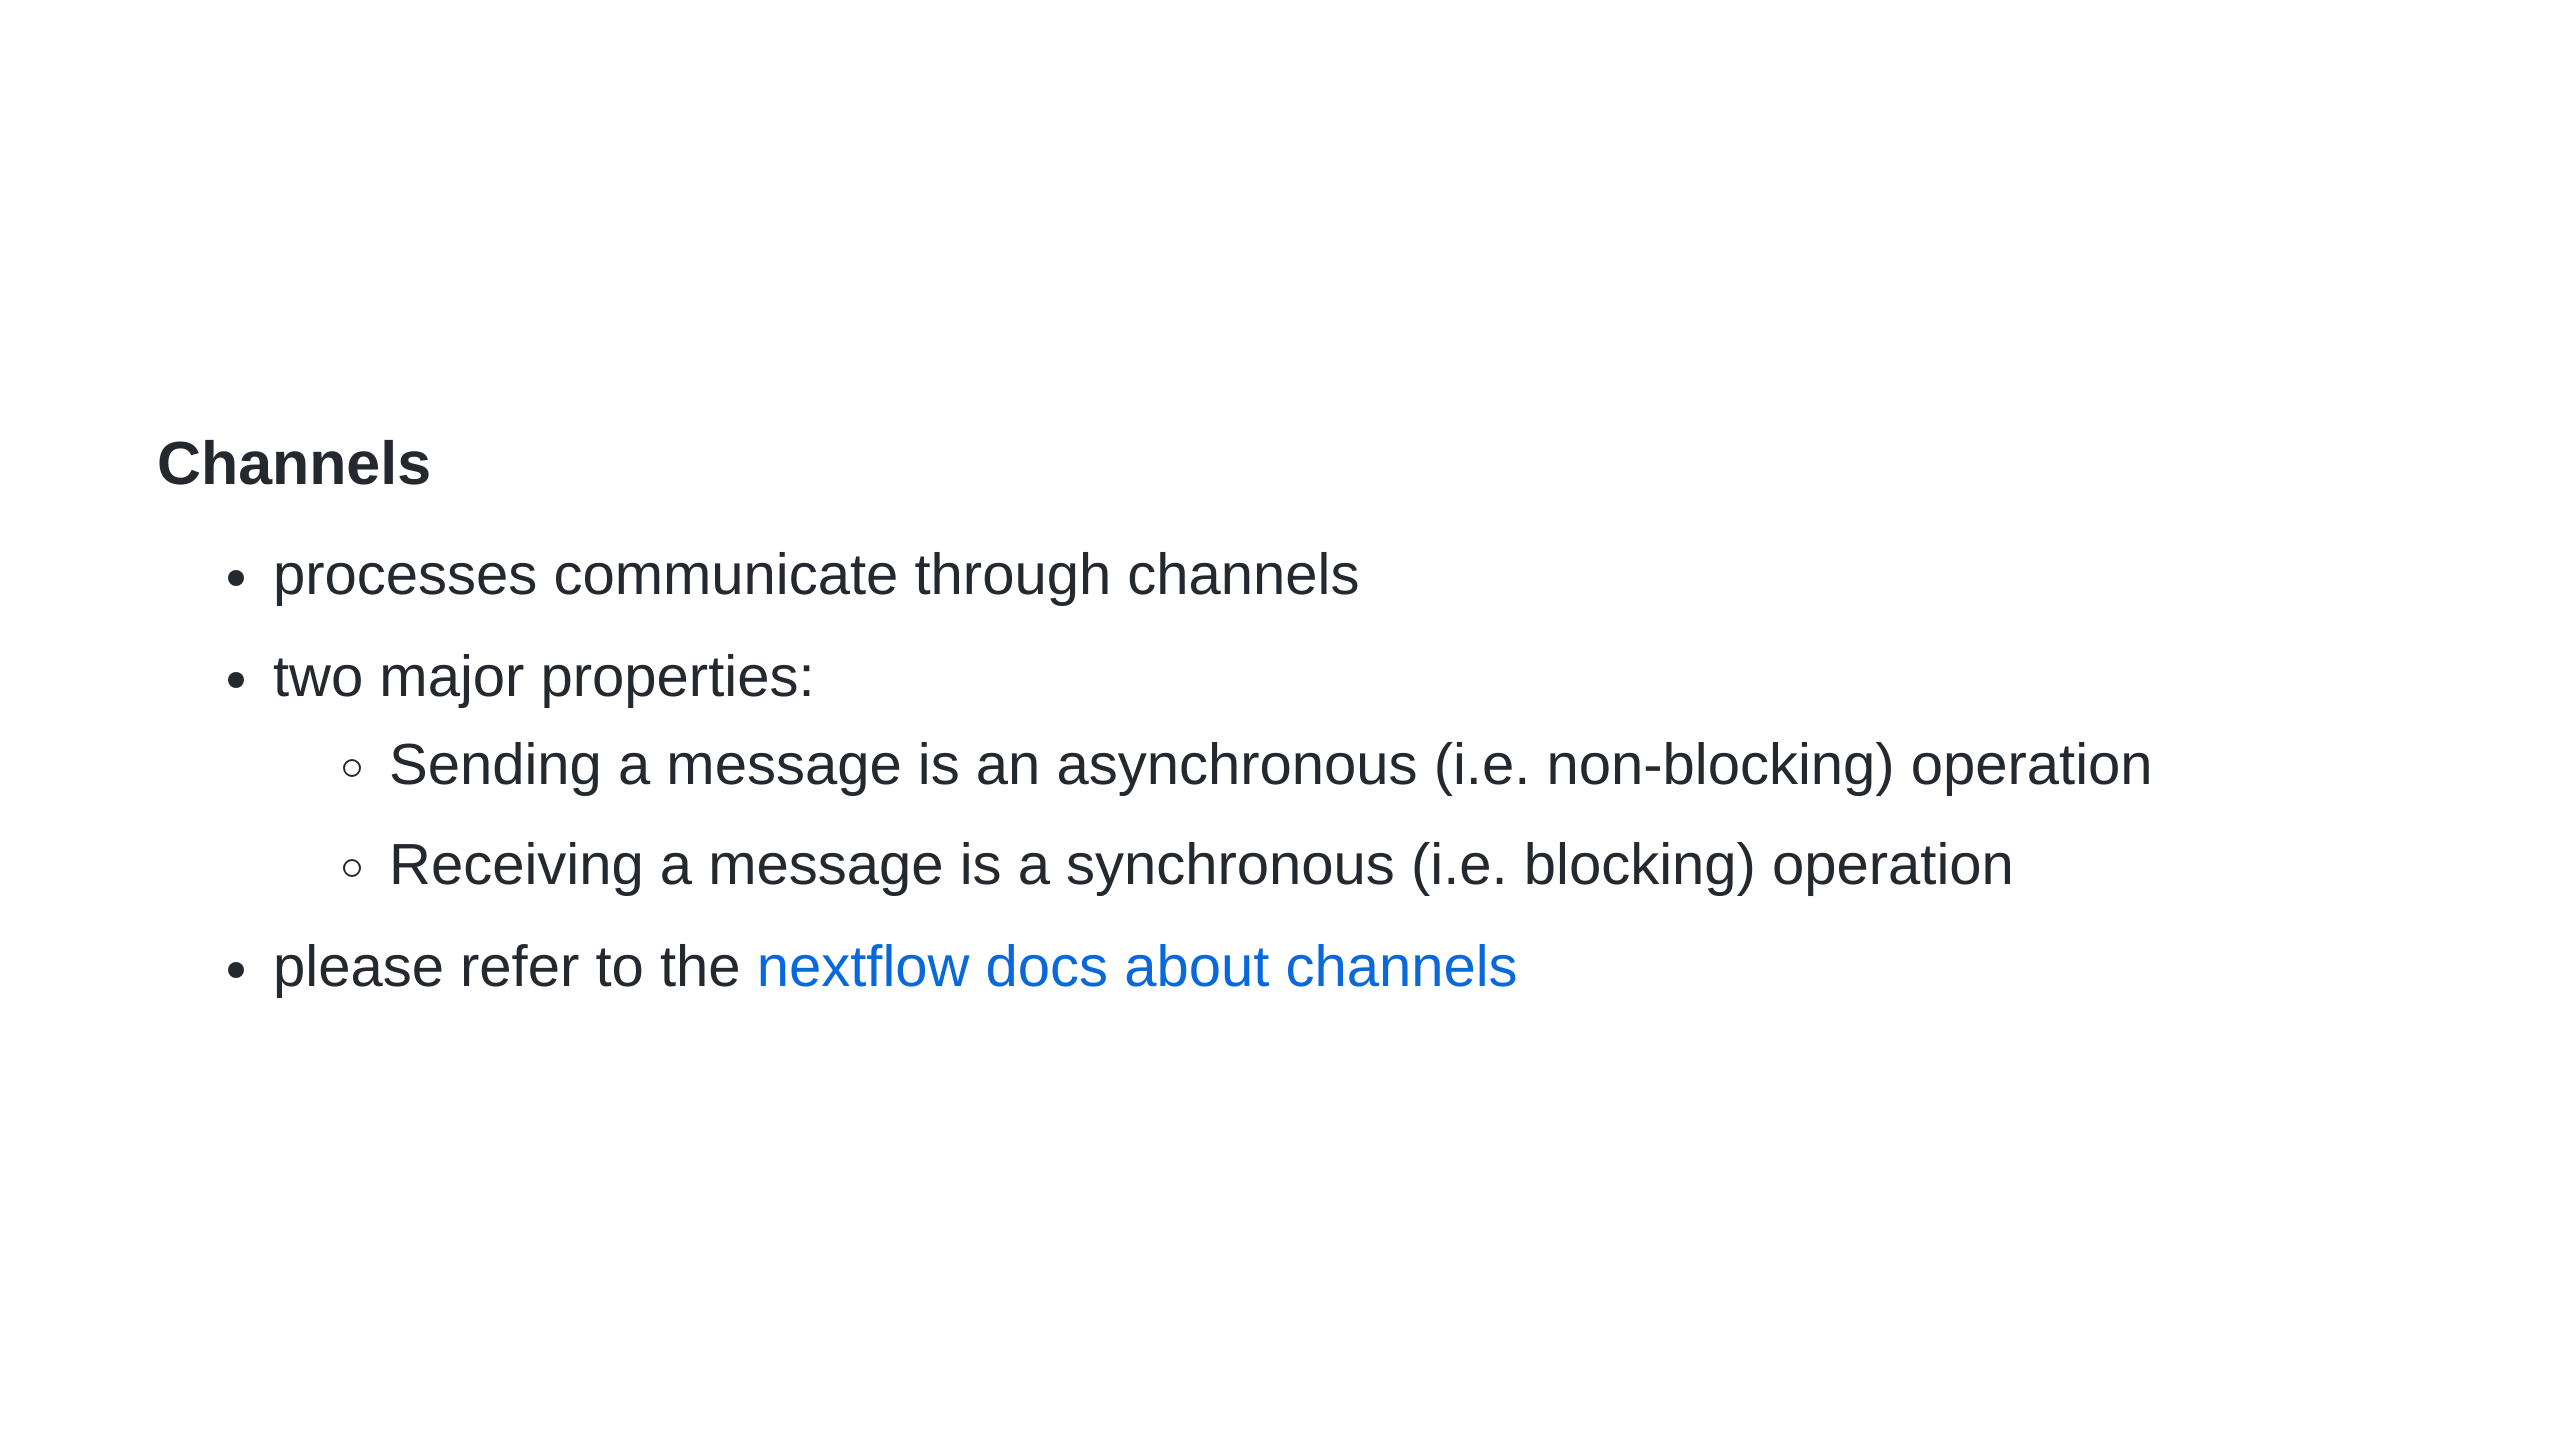 Channels
processes communicate through channels
two major properties:
Sending a message is an asynchronous (i.e. non-blocking) operation
Receiving a message is a synchronous (i.e. blocking) operation
please refer to the nextflow docs about channels